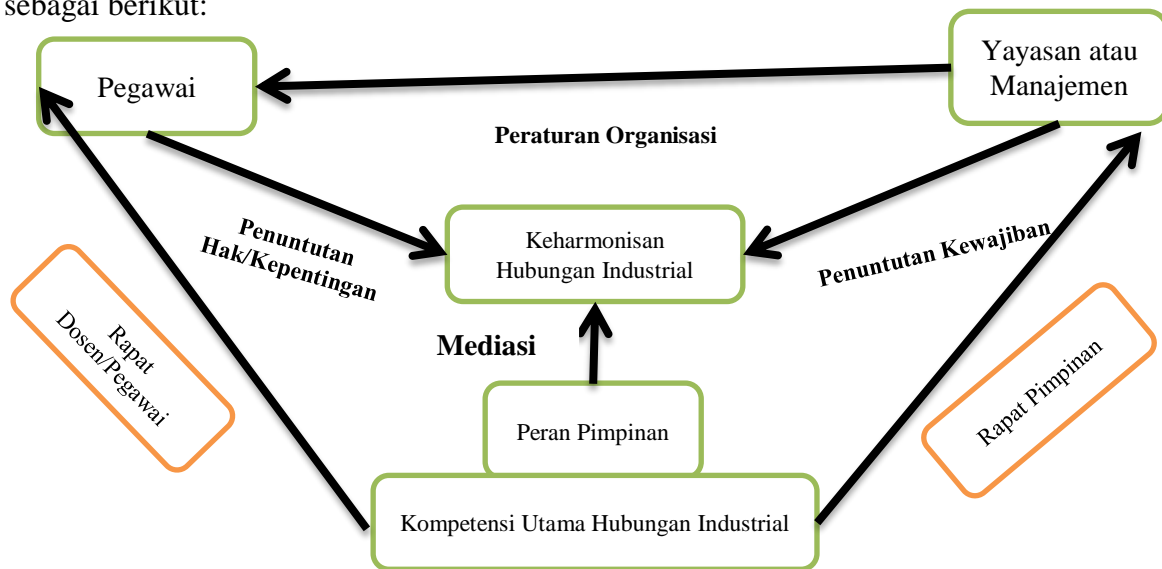 sebagai berikut:
Pegawai
Yayasan atau
Manajemen
Peraturan Organisasi
Penuntutan
Hak/Kepentingan
Keharmonisan
Hubungan Industrial
Penuntutan Kewajiban
Rapat
Dosen/Pegawai
Mediasi
Rapat Pimpinan
Peran Pimpinan
Kompetensi Utama Hubungan Industrial